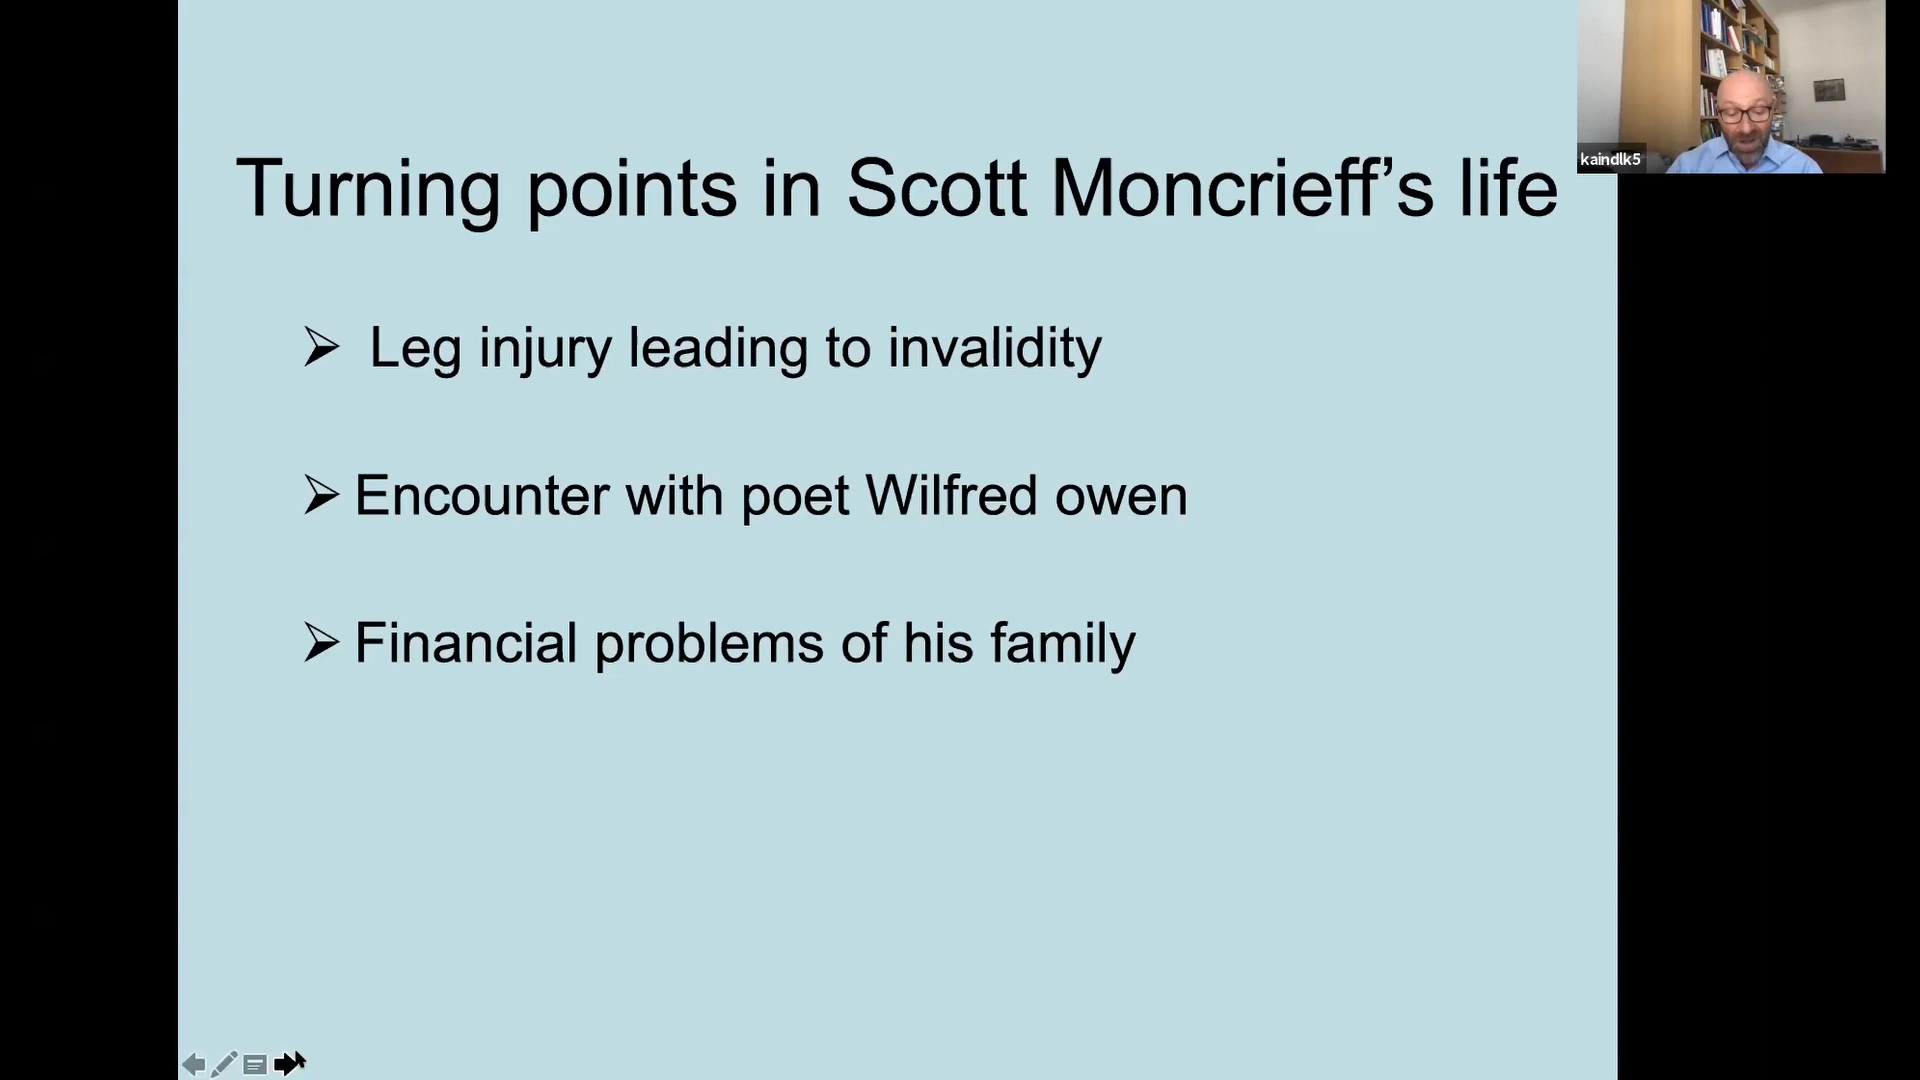 Turning points in Scott Moncrieff’s life
kaindlk5
Leg injury leading to invalidity
Encounter with poet Wilfred owen
Financial problems of his family